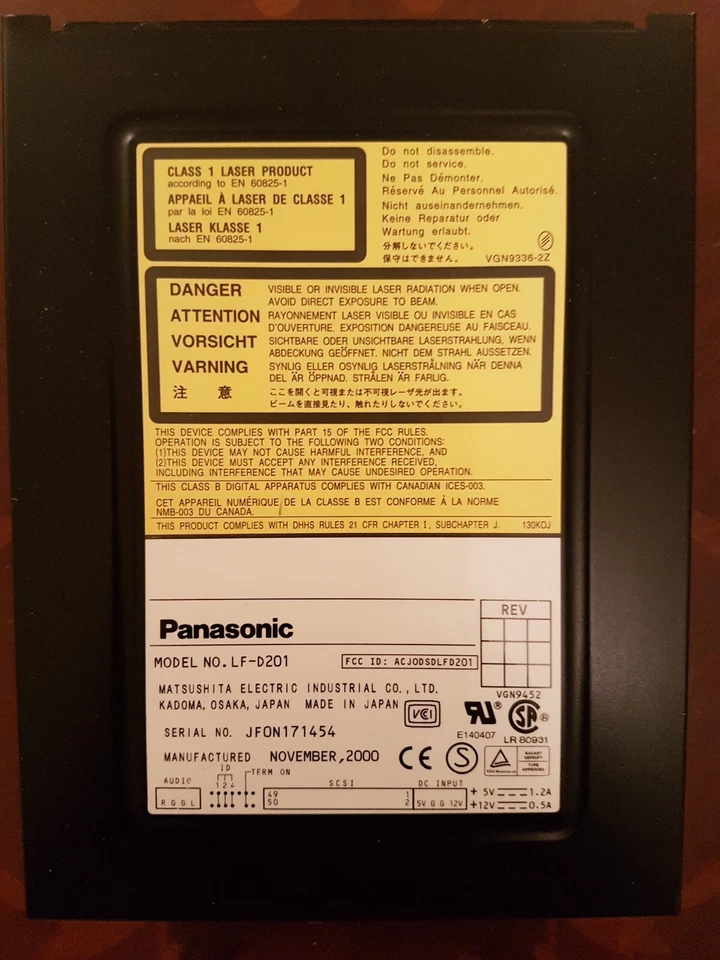 CLASS 1 LASER PRODUCT
according to EN 60825-1
APPAEIL À LASER DE CLASSE 1
par la loi EN 60825-1
LASER KLASSE 1
nach EN 60825-1
Do not disassemble.
Do not service.
Ne Pas Démonter.
Réservé Au Personnel Autorisé.
Nicht auseinandernehmen.
Keine Reparatur oder
Wartung erlaubt.
分解しないでください。
保守はできません。 VGN9336-2Z
DANGER VISIBLE OR INVISIBLE LASER RADIATION WHEN OPEN.
AVOID DIRECT EXPOSURE TO BEAM.
ATTENTION RAYONNEMENT LASER VISIBLE OU INVISIBLE EN CAS
D'OUVERTURE. EXPOSITION DANGEREUSE AU FAISCEAU.
VORSICHT SICHTBARE ODER UNSICHTBARE LASERSTRAHLUNG, WENN
ABDECKUNG GEÖFFNET. NICHT DEM STRAHL AUSSETZEN.
VARNING SYNLIG ELLER OSYNLIG LASERSTRÅLNING NÄR DENNA
DEL ÄR ÖPPNAD. STRÅLEN ÄR FARLIG.
注 意 ここを開くと可視または不可視レーザ光が出ます。
ビームを直接見たり、触れたりしないでください。
THIS DEVICE COMPLIES WITH PART 15 OF THE FCC RULES.
OPERATION IS SUBJECT TO THE FOLLOWING TWO CONDITIONS:
(1)THIS DEVICE MAY NOT CAUSE HARMFUL INTERFERENCE, AND
(2)THIS DEVICE MUST ACCEPT ANY INTERFERENCE RECEIVED,
INCLUDING INTERFERENCE THAT MAY CAUSE UNDESIRED OPERATION.
THIS CLASS B DIGITAL APPARATUS COMPLIES WITH CANADIAN ICES-003.
CET APPAREIL NUMÉRIQUE DE LA CLASSE B EST CONFORME À LA NORME
NMB-003 DU CANADA.
THIS PRODUCT COMPLIES WITH DHHS RULES 21 CFR CHAPTER I, SUBCHAPTER J. 130KOJ
REV
Panasonic
MODEL NO. LF-D201 FCC ID: ACJODSDLFD201
VGN9452
MATSUSHITA ELECTRIC INDUSTRIAL CO., LTD.
KADOMA, OSAKA, JAPAN MADE IN JAPAN VCI
E140407 LR 80931
SERIAL NO. JF0N171454
MANUFACTURED NOVEMBER, 2000 CE S
AUDIO ID TERM ON SCSI DC INPUT
1 2 4
R G G L 49 1 5V G G 12V + 5V 1.2A
50 2 +12V 0.5A